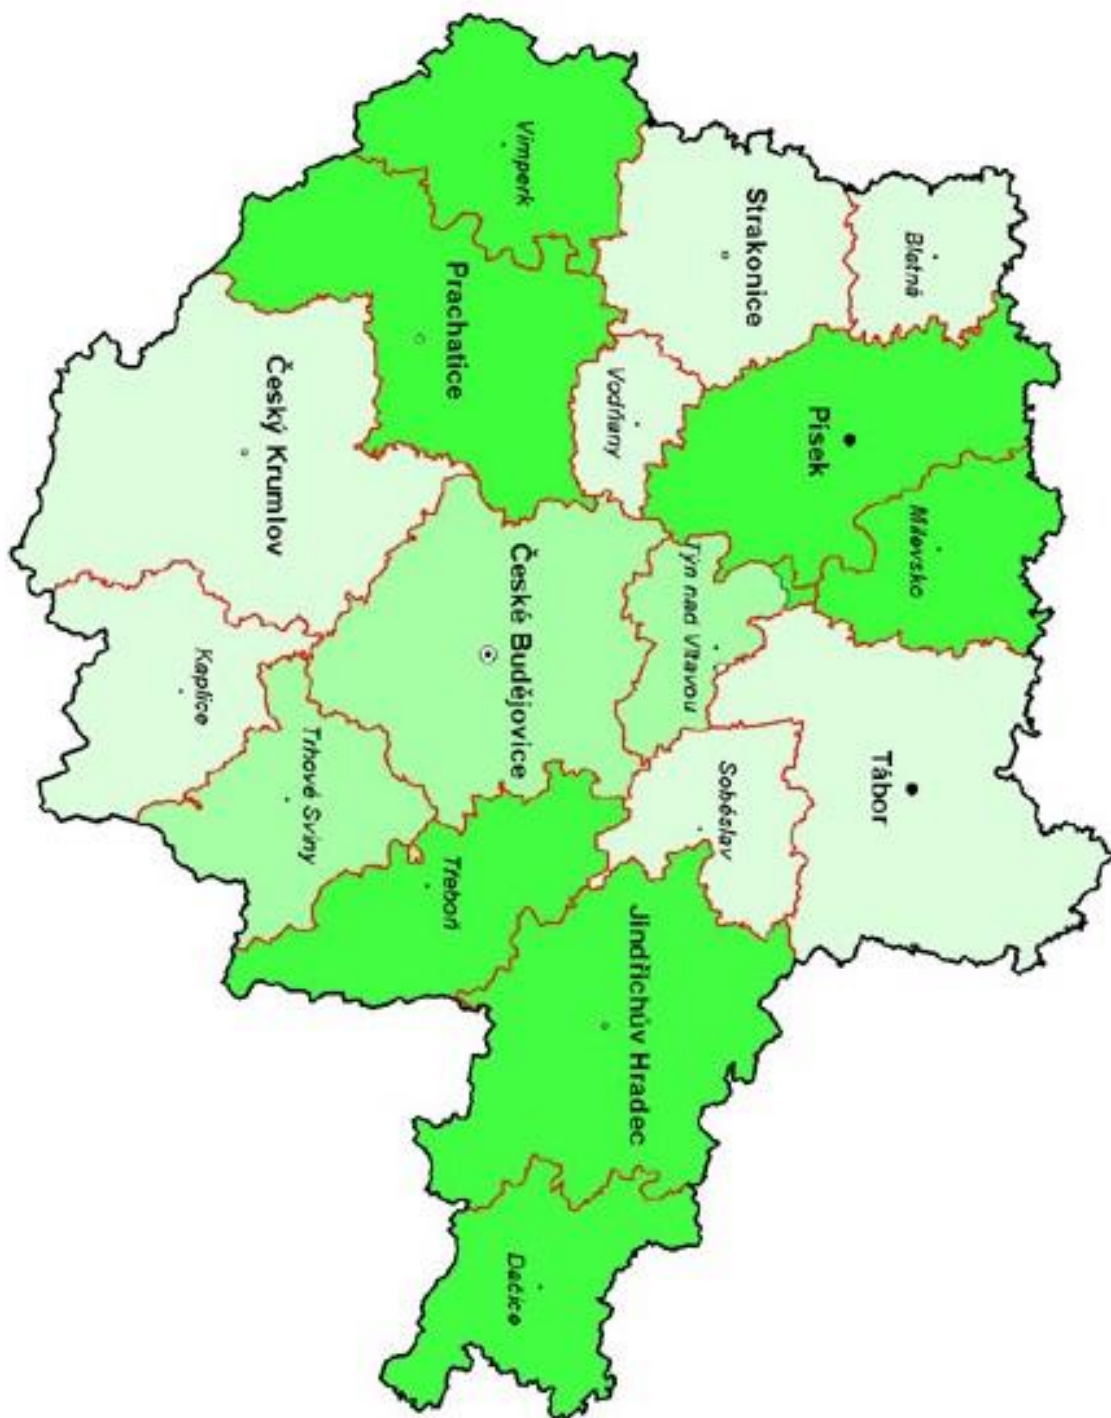 Milevsko
Blatná
Tábor
Písek
Strakonice
Soběslav
Týn nad Vltavou
Jindřichův Hradec
Vodňany
Vimperk
České Budějovice
Dačice
Prachatice
Třeboň
Trhové Sviny
Český Krumlov
Kaplice